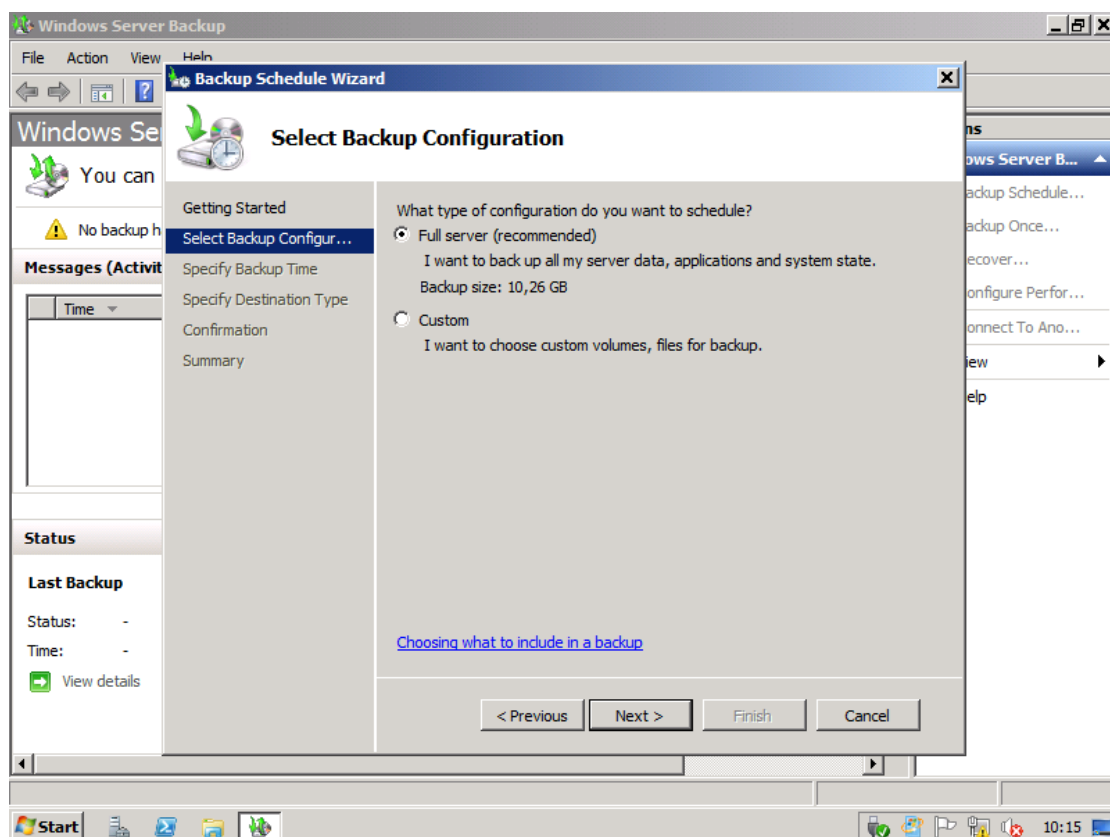 Windows Server Backup
File Action View Help
Backup Schedule Wizard
Select Backup Configuration
Windows Se
You can
No backup h
Messages (Activit
Time
Getting Started
Select Backup Configur...
Specify Backup Time
Specify Destination Type
Confirmation
Summary
What type of configuration do you want to schedule?
Full server (recommended)
I want to back up all my server data, applications and system state.
Backup size: 10,26 GB
Custom
I want to choose custom volumes, files for backup.
Choosing what to include in a backup
< Previous
Next >
Finish
Cancel
ns
ows Server B...
ackup Schedule...
ackup Once...
ecover...
onfigure Perfor...
onnect To Ano...
iew
elp
Status
Last Backup
Status: -
Time: -
View details
Start
10:15